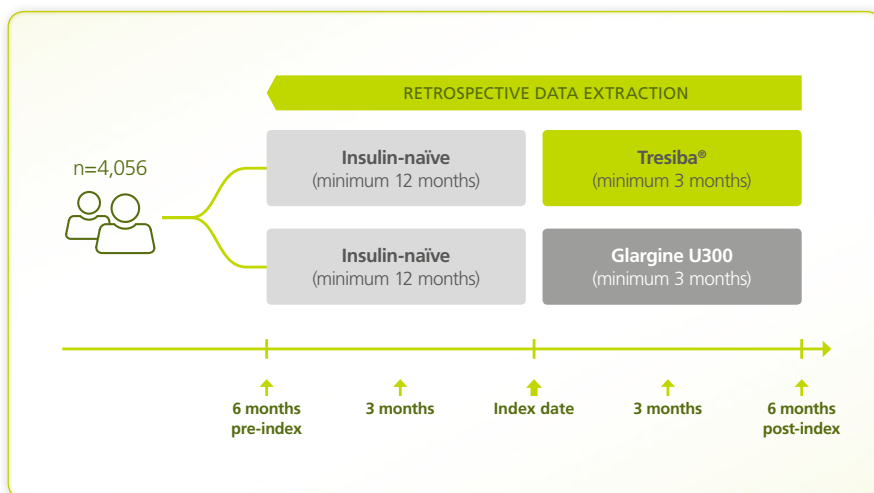 RETROSPECTIVE DATA EXTRACTION
n=4,056
Insulin-naïve
(minimum 12 months)
Tresiba®
(minimum 3 months)
Insulin-naïve
(minimum 12 months)
Glargine U300
(minimum 3 months)
6 months
pre-index
3 months
Index date
3 months
6 months
post-index